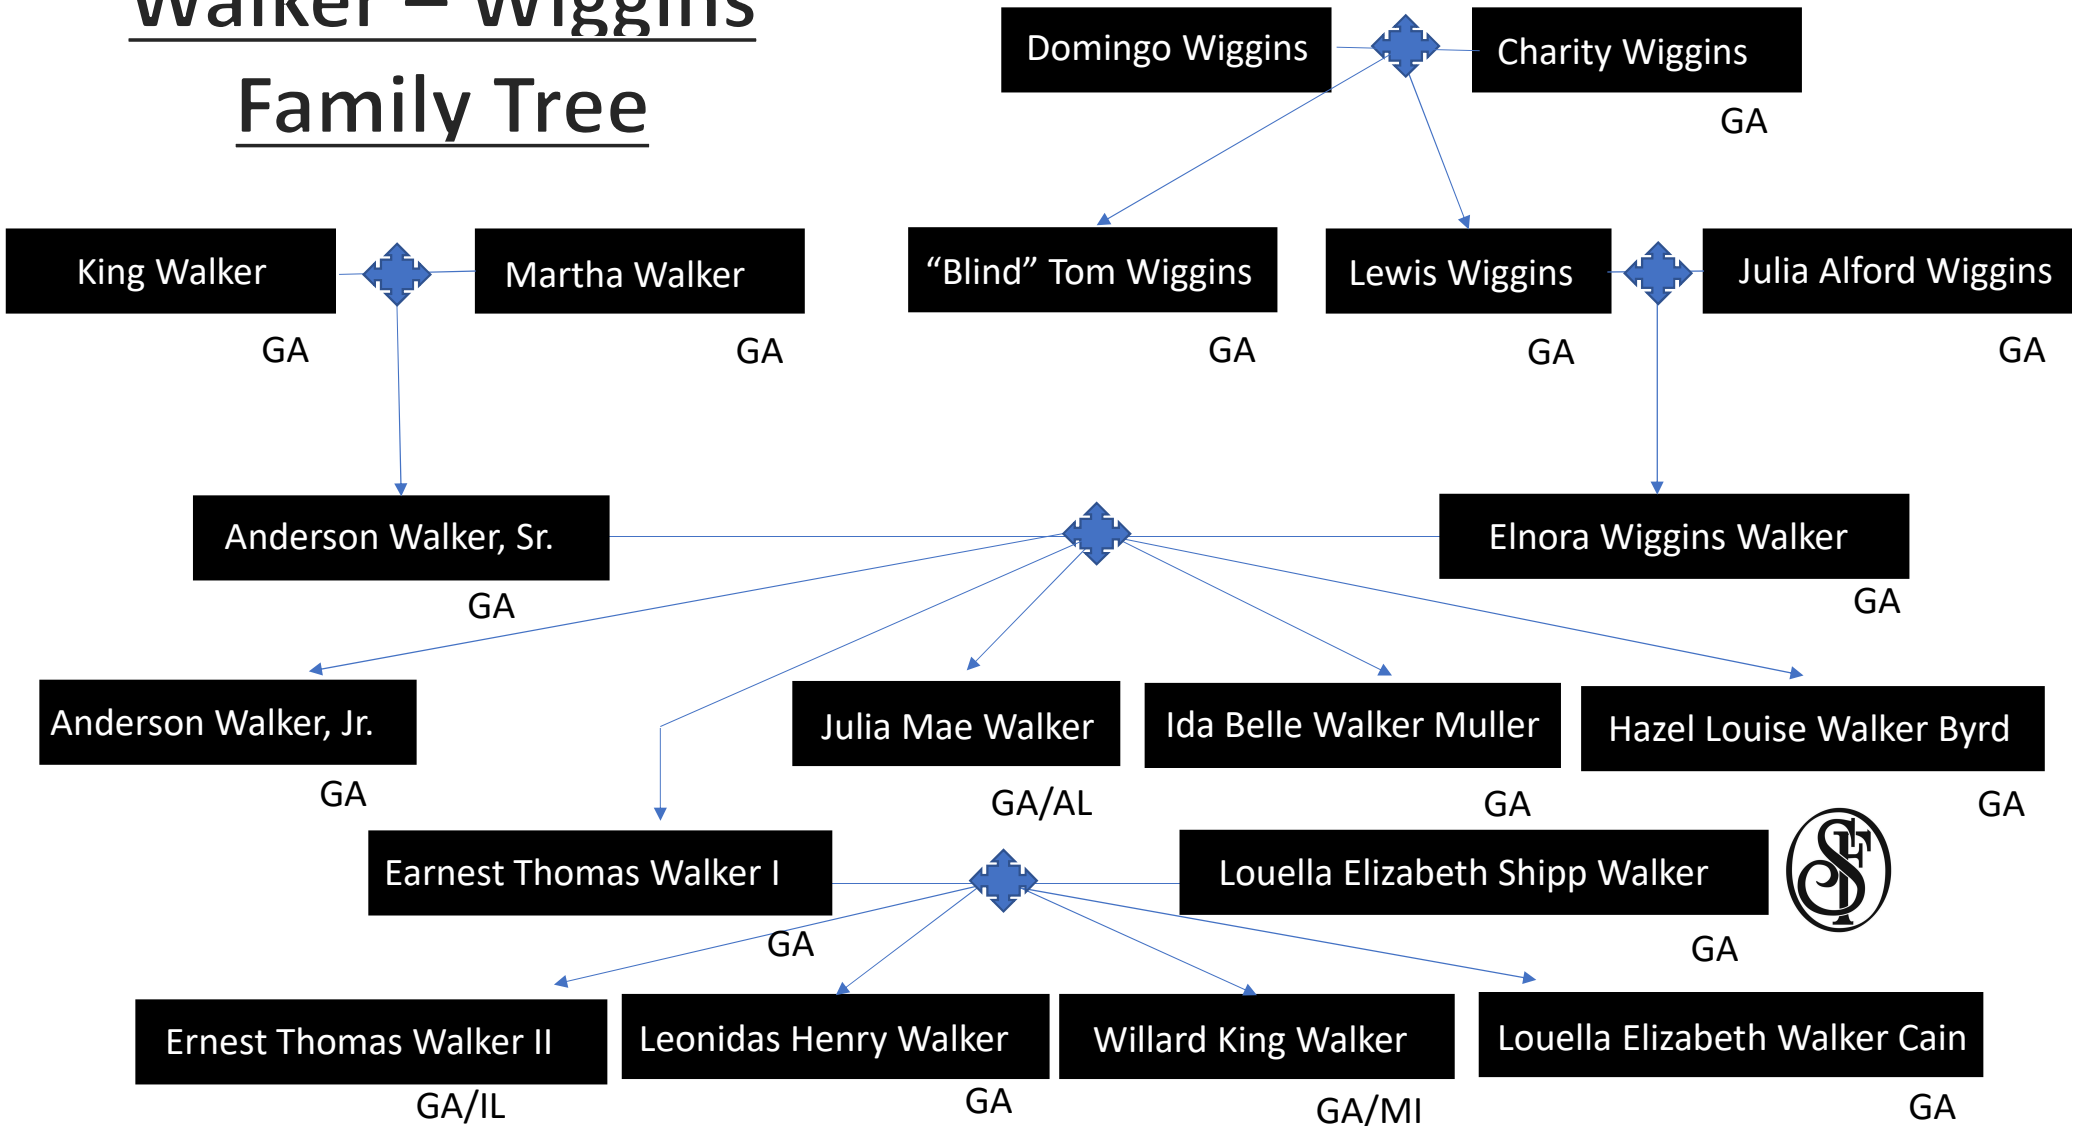 Walker – Wiggins
Family Tree
Domingo Wiggins
Charity Wiggins
GA
King Walker
Martha Walker
“Blind” Tom Wiggins
Lewis Wiggins
Julia Alford Wiggins
GA
GA
GA
GA
GA
Anderson Walker, Sr.
Elnora Wiggins Walker
GA
GA
Anderson Walker, Jr.
Julia Mae Walker
Ida Belle Walker Muller
Hazel Louise Walker Byrd
GA
GA/AL
GA
GA
Earnest Thomas Walker I
Louella Elizabeth Shipp Walker
GA
GA
Ernest Thomas Walker II
Leonidas Henry Walker
Willard King Walker
Louella Elizabeth Walker Cain
GA/IL
GA
GA/MI
GA